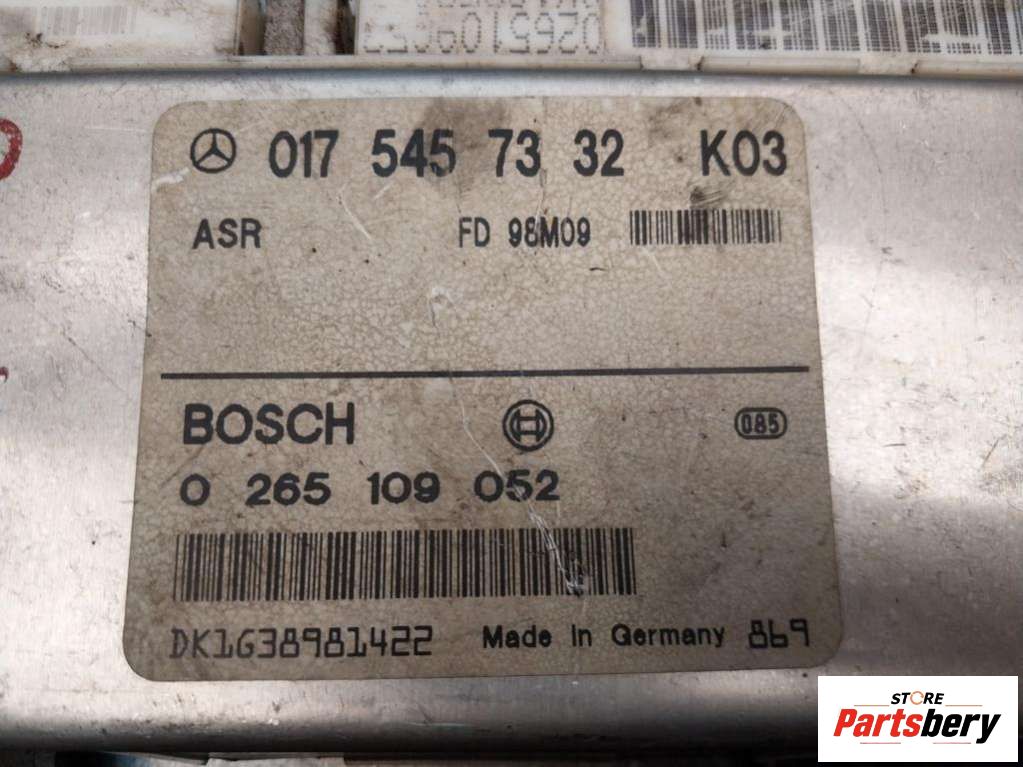 017 545 73 32 K03
ASR FD 98M09
BOSCH 085
0 265 109 052
DK1G38981422 Made in Germany 869
STORE
Partsbery